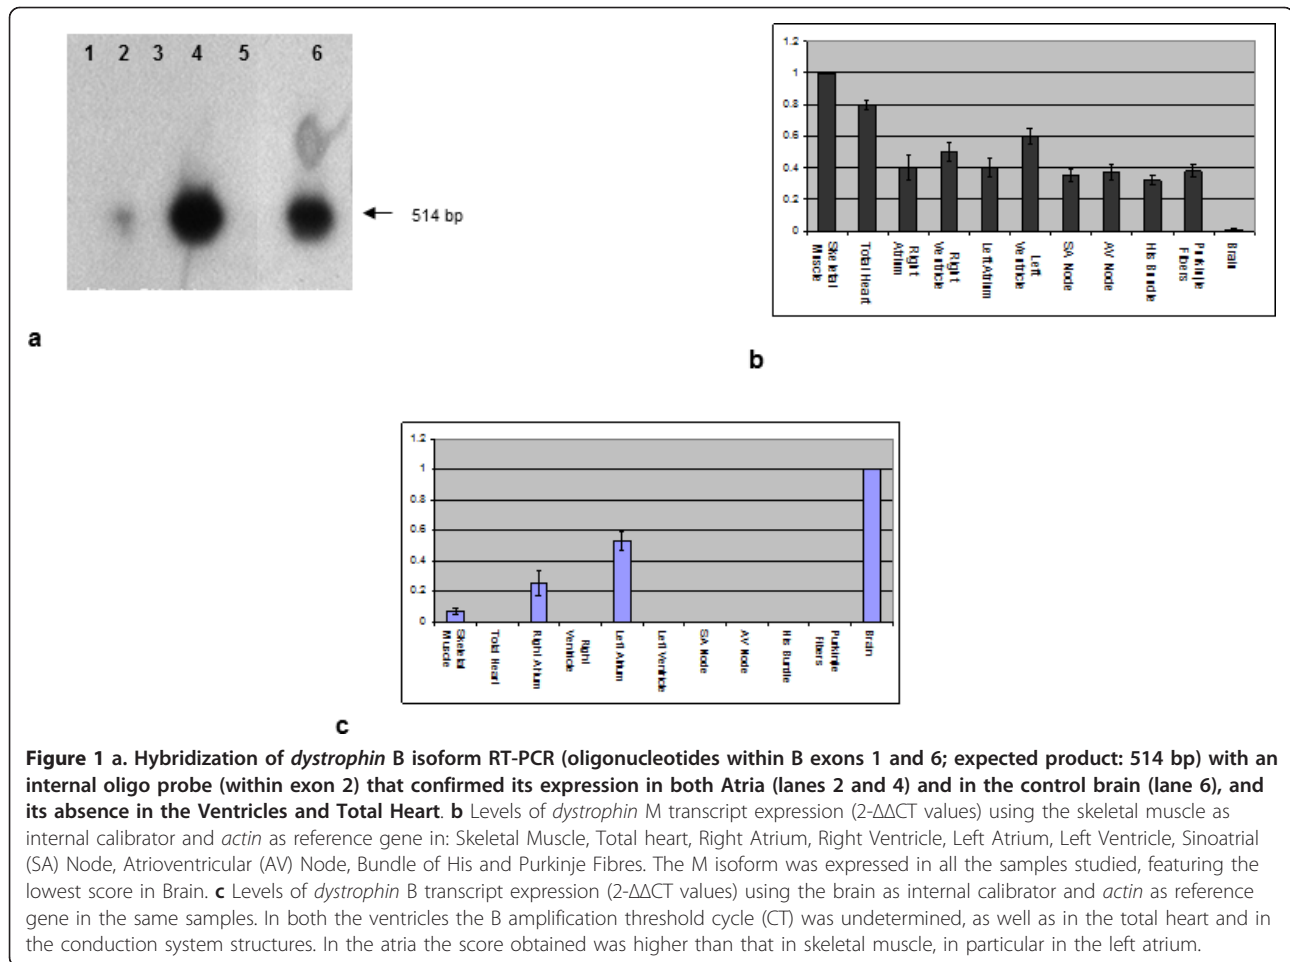 1 2 3 4 5 6
514 bp
a
1.2
1
0.8
0.6
0.4
0.2
0
Skeletal Muscle
Total Heart
Right Atrium
Right Ventricle
Left Atrium
Left Ventricle
SA Node
AV Node
His Bundle
Purkinje Fibers
Brain
b
1.2
1
0.8
0.6
0.4
0.2
0
Skeletal Muscle
Total Heart
Right Atrium
Right Ventricle
Left Atrium
Left Ventricle
SA Node
AV Node
His Bundle
Purkinje Fibers
Brain
c
Figure 1 a. Hybridization of dystrophin B isoform RT-PCR (oligonucleotides within B exons 1 and 6; expected product: 514 bp) with an
internal oligo probe (within exon 2) that confirmed its expression in both Atria (lanes 2 and 4) and in the control brain (lane 6), and
its absence in the Ventricles and Total Heart. b Levels of dystrophin M transcript expression (2-ΔΔCT values) using the skeletal muscle as
internal calibrator and actin as reference gene in: Skeletal Muscle, Total heart, Right Atrium, Right Ventricle, Left Atrium, Left Ventricle, Sinoatrial
(SA) Node, Atrioventricular (AV) Node, Bundle of His and Purkinje Fibres. The M isoform was expressed in all the samples studied, featuring the
lowest score in Brain. c Levels of dystrophin B transcript expression (2-ΔΔCT values) using the brain as internal calibrator and actin as reference
gene in the same samples. In both the ventricles the B amplification threshold cycle (CT) was undetermined, as well as in the total heart and in
the conduction system structures. In the atria the score obtained was higher than that in skeletal muscle, in particular in the left atrium.